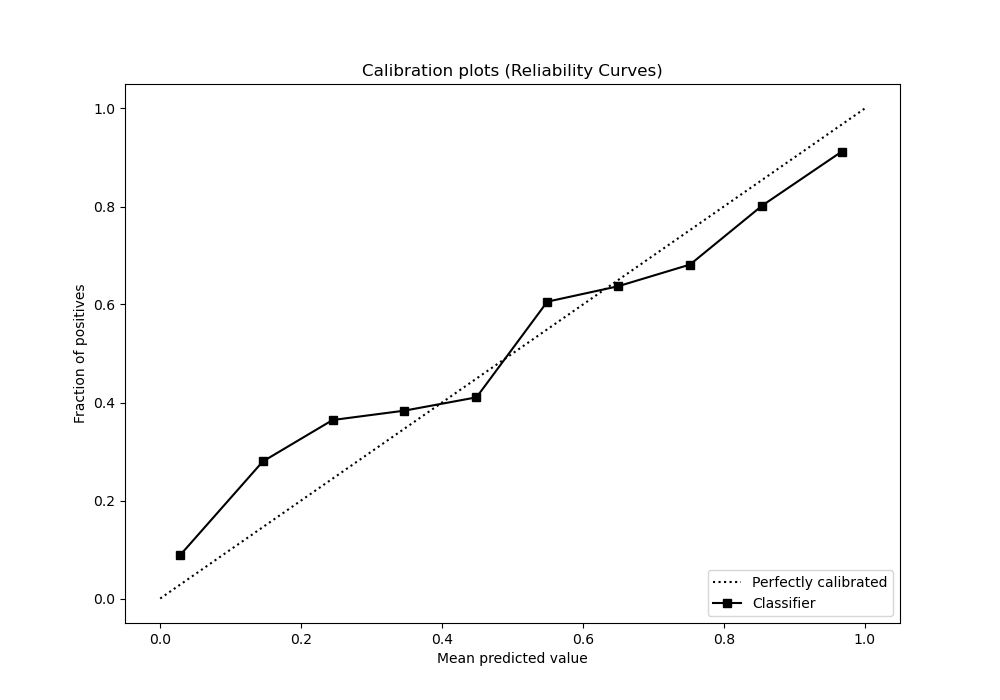 Calibration plots (Reliability Curves)
Fraction of positives
1.0
0.8
0.6
0.4
0.2
0.0
0.0 0.2 0.4 0.6 0.8 1.0
Mean predicted value
Perfectly calibrated
Classifier